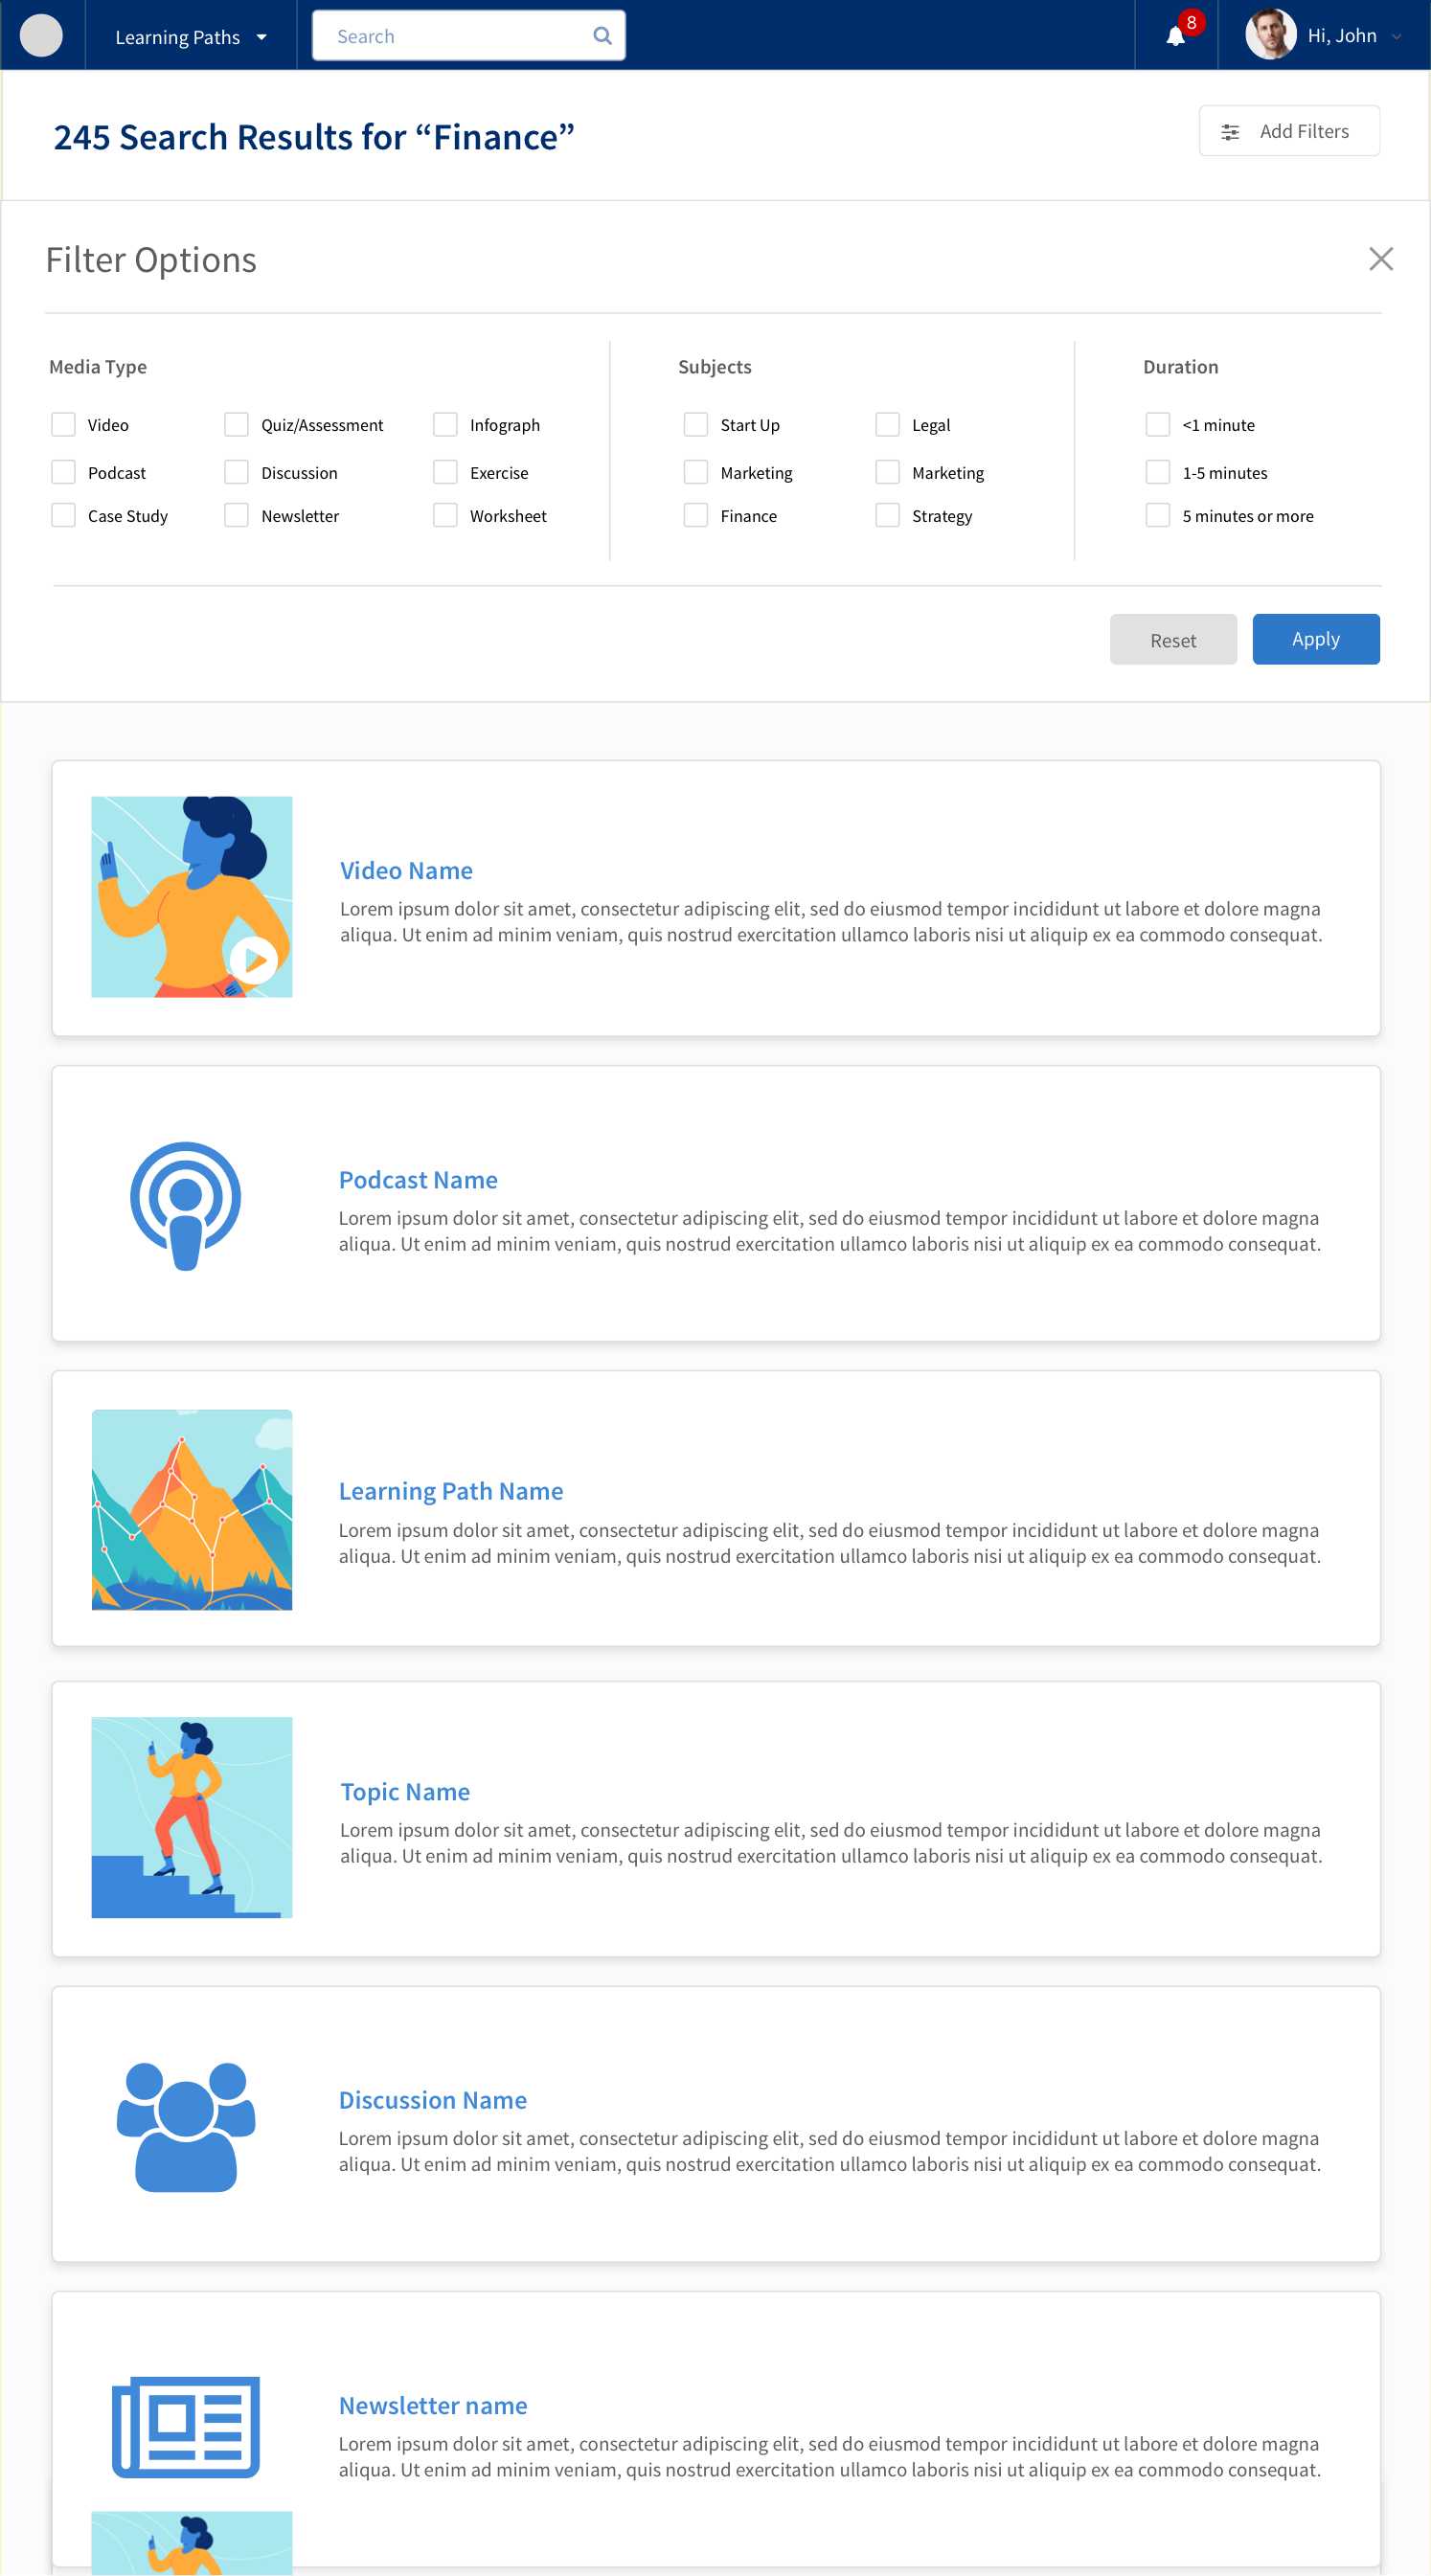 Learning Paths
Search
8
Hi, John
245 Search Results for “Finance”
Add Filters
Filter Options
Media Type
Video
Quiz/Assessment
Infograph
Podcast
Discussion
Exercise
Case Study
Newsletter
Worksheet
Subjects
Start Up
Legal
Marketing
Marketing
Finance
Strategy
Duration
<1 minute
1-5 minutes
5 minutes or more
Reset
Apply
Video Name
Lorem ipsum dolor sit amet, consectetur adipiscing elit, sed do eiusmod tempor incididunt ut labore et dolore magna
aliqua. Ut enim ad minim veniam, quis nostrud exercitation ullamco laboris nisi ut aliquip ex ea commodo consequat.
Podcast Name
Lorem ipsum dolor sit amet, consectetur adipiscing elit, sed do eiusmod tempor incididunt ut labore et dolore magna
aliqua. Ut enim ad minim veniam, quis nostrud exercitation ullamco laboris nisi ut aliquip ex ea commodo consequat.
Learning Path Name
Lorem ipsum dolor sit amet, consectetur adipiscing elit, sed do eiusmod tempor incididunt ut labore et dolore magna
aliqua. Ut enim ad minim veniam, quis nostrud exercitation ullamco laboris nisi ut aliquip ex ea commodo consequat.
Topic Name
Lorem ipsum dolor sit amet, consectetur adipiscing elit, sed do eiusmod tempor incididunt ut labore et dolore magna
aliqua. Ut enim ad minim veniam, quis nostrud exercitation ullamco laboris nisi ut aliquip ex ea commodo consequat.
Discussion Name
Lorem ipsum dolor sit amet, consectetur adipiscing elit, sed do eiusmod tempor incididunt ut labore et dolore magna
aliqua. Ut enim ad minim veniam, quis nostrud exercitation ullamco laboris nisi ut aliquip ex ea commodo consequat.
Newsletter name
Lorem ipsum dolor sit amet, consectetur adipiscing elit, sed do eiusmod tempor incididunt ut labore et dolore magna
aliqua. Ut enim ad minim veniam, quis nostrud exercitation ullamco laboris nisi ut aliquip ex ea commodo consequat.